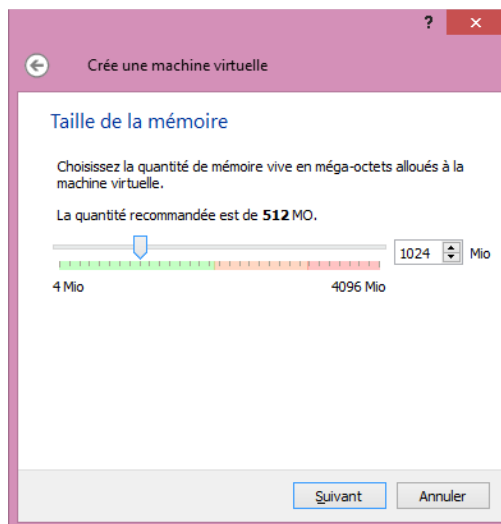 ?
Crée une machine virtuelle
Taille de la mémoire
Choisissez la quantité de mémoire vive en méga-octets alloués à la
machine virtuelle.
La quantité recommandée est de 512 MO.
1024 Mio
4 Mio 4096 Mio
Suivant Annuler